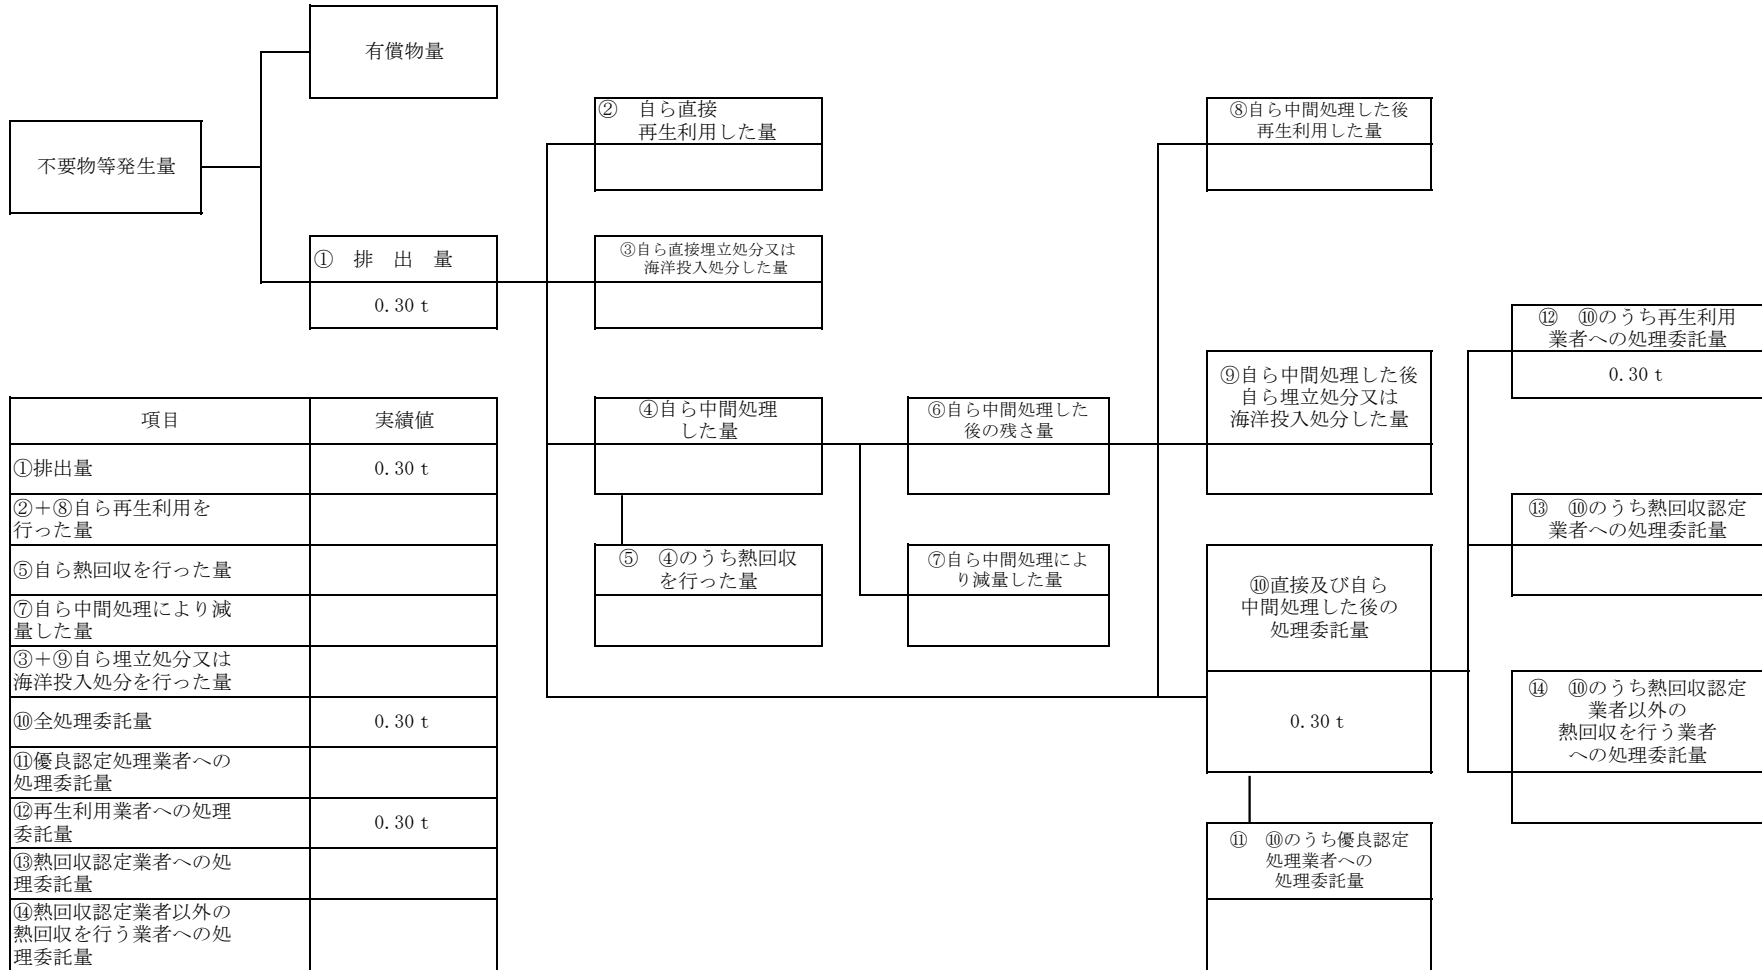 有償物量
不要物等発生量
① 排 出 量
0.30 t
② 自ら直接
再生利用した量
③自ら直接埋立処分又は
海洋投入処分した量
④自ら中間処理
した量
⑤ ④のうち熱回収
を行った量
⑥自ら中間処理した
後の残さ量
⑦自ら中間処理によ
り減量した量
⑧自ら中間処理した後
再生利用した量
⑨自ら中間処理した後
自ら埋立処分又は
海洋投入処分した量
⑩直接及び自ら
中間処理した後の
処理委託量
0.30 t
⑪ ⑩のうち優良認定
処理業者への
処理委託量
⑫ ⑩のうち再生利用
業者への処理委託量
0.30 t
⑬ ⑩のうち熱回収認定
業者への処理委託量
⑭ ⑩のうち熱回収認定
業者以外の
熱回収を行う業者
への処理委託量
項目 実績値
①排出量 0.30 t
②＋⑧自ら再生利用を
行った量
⑤自ら熱回収を行った量
⑦自ら中間処理により減
量した量
③＋⑨自ら埋立処分又は
海洋投入処分を行った量
⑩全処理委託量 0.30 t
⑪優良認定処理業者への
処理委託量
⑫再生利用業者への処理
委託量 0.30 t
⑬熱回収認定業者への処
理委託量
⑭熱回収認定業者以外の
熱回収を行う業者への処
理委託量